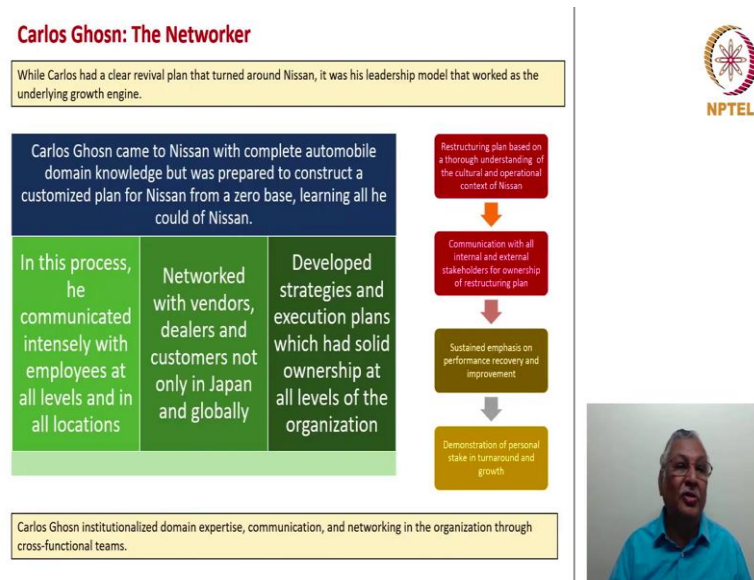 Carlos Ghosn: The Networker
While Carlos had a clear revival plan that turned around Nissan, it was his leadership model that worked as the
underlying growth engine.
Carlos Ghosn came to Nissan with complete automobile
domain knowledge but was prepared to construct a
customized plan for Nissan from a zero base, learning all he
could of Nissan.
In this process,
he
communicated
intensely with
employees at
all levels and in
all locations
Networked
with vendors,
dealers and
customers not
only in Japan
and globally
Developed
strategies and
execution plans
which had solid
ownership at
all levels of the
organization
Restructuring plan based on
a thorough understanding of
the cultural and operational
context of Nissan
Communication with all
internal and external
stakeholders for ownership
of restructuring plan
Sustained emphasis on
performance recovery and
improvement
Demonstration of personal
stake in turnaround and
growth
Carlos Ghosn institutionalized domain expertise, communication, and networking in the organization through
cross-functional teams.
NPTEL